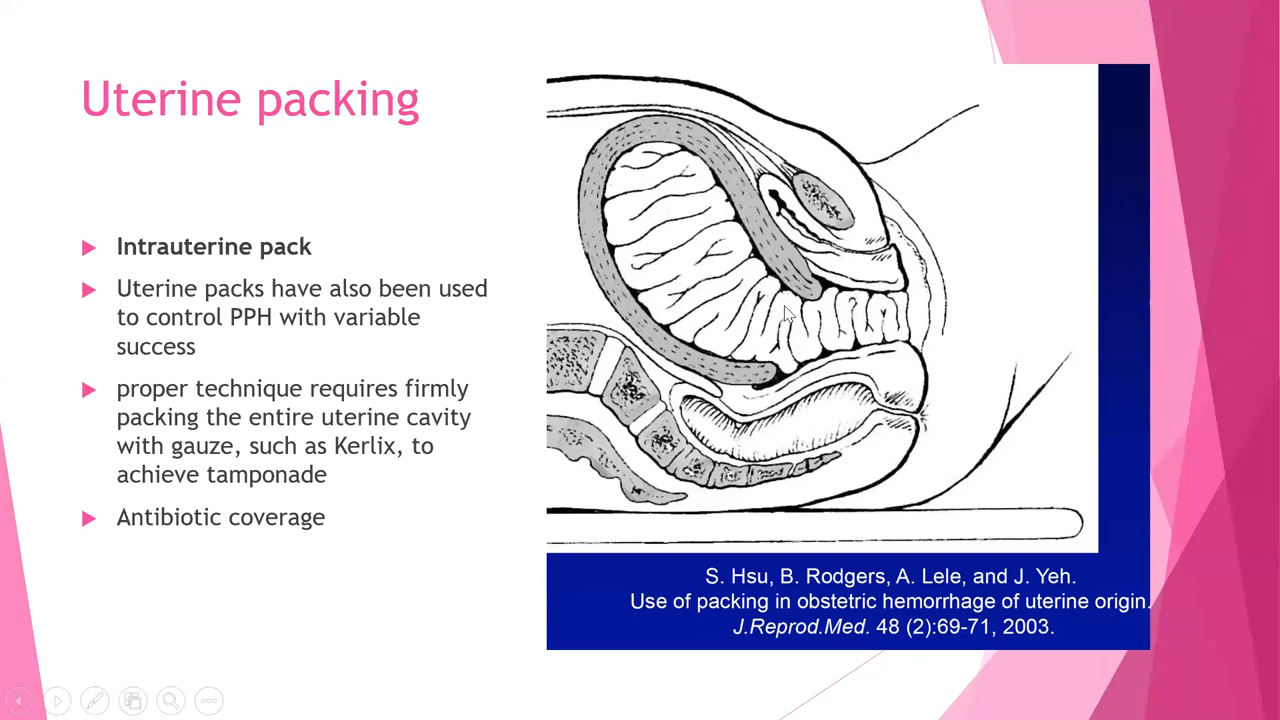 Uterine packing
Intrauterine pack
Uterine packs have also been used
to control PPH with variable
success
proper technique requires firmly
packing the entire uterine cavity
with gauze, such as Kerlix, to
achieve tamponade
Antibiotic coverage
S. Hsu, B. Rodgers, A. Lele, and J. Yeh.
Use of packing in obstetric hemorrhage of uterine origin.
J.Reprod.Med. 48 (2):69-71, 2003.